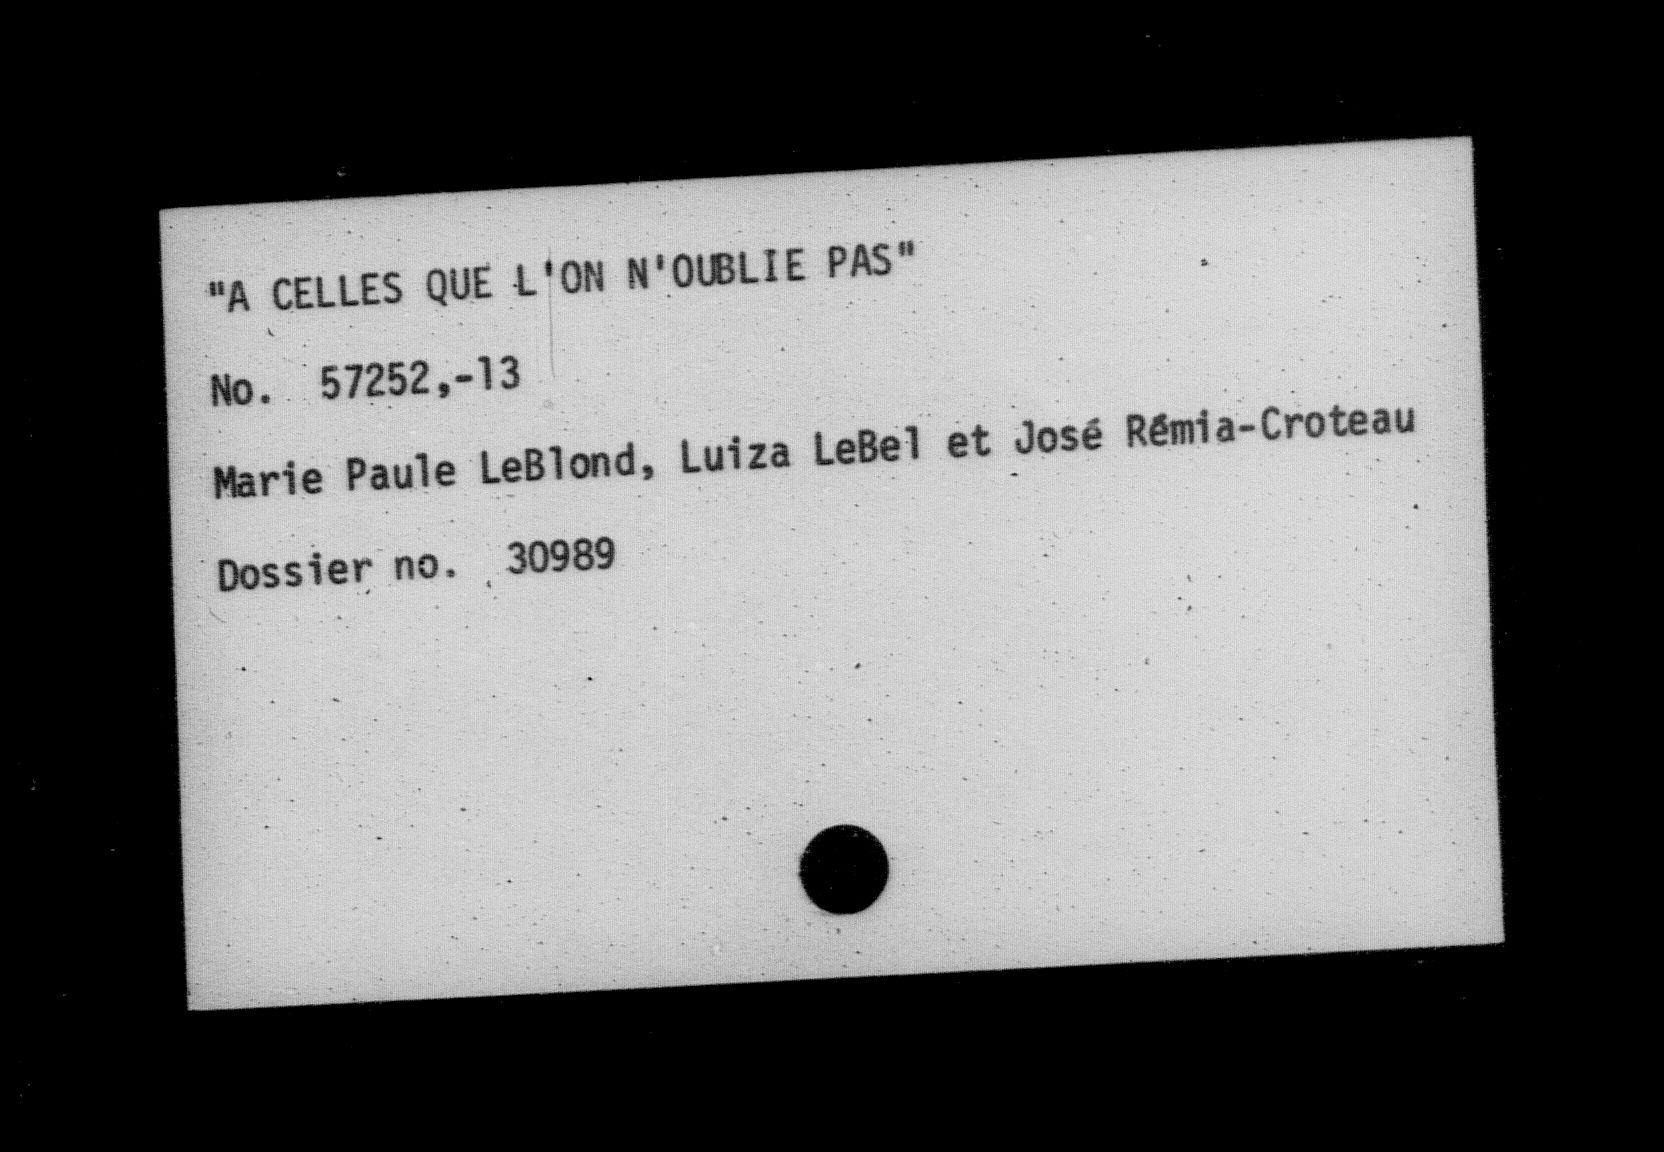 "A CELLES QUE L'ON N'OUBLIE PAS"
No. 57252,-13
Marie Paule LeBlond, Luiza LeBel et José Rémia-Croteau
Dossier no. 30989